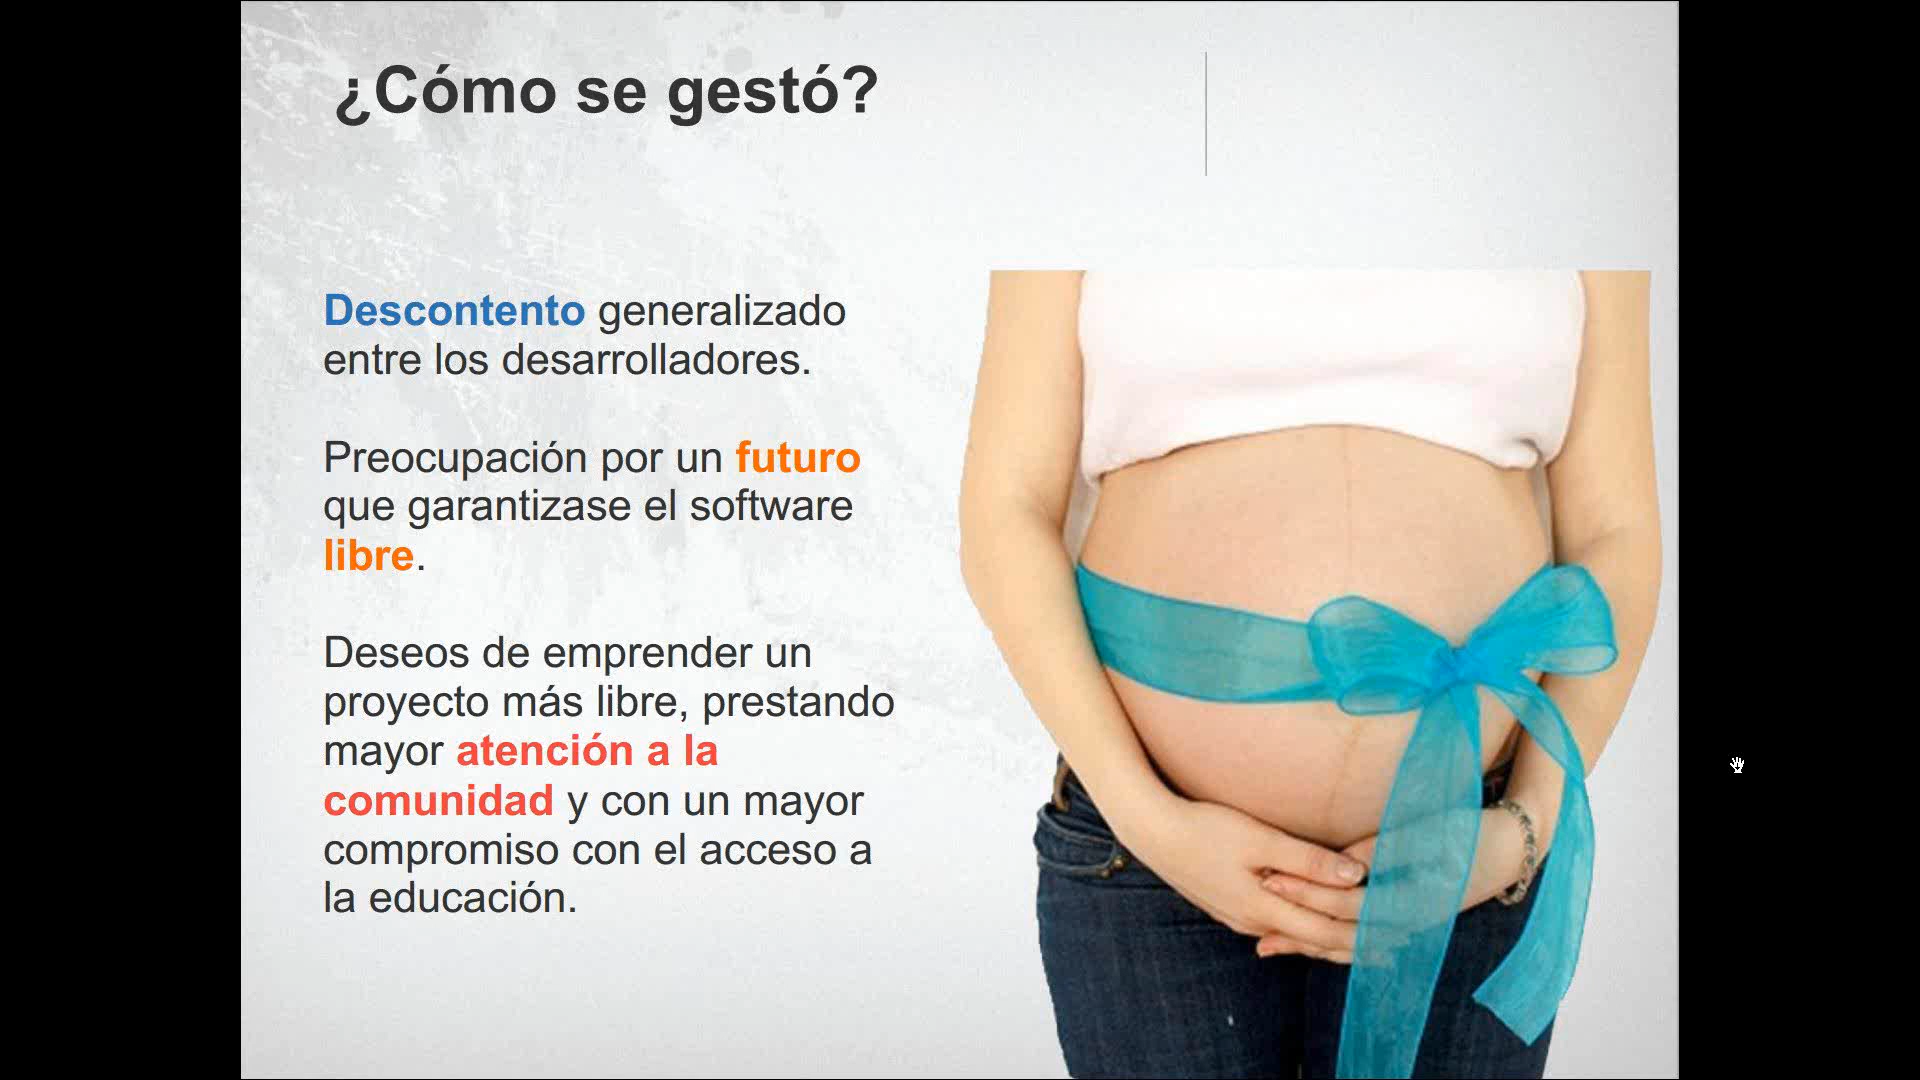 ¿Cómo se gestó?
Descontento generalizado
entre los desarrolladores.
Preocupación por un futuro
que garantizase el software
libre.
Deseos de emprender un
proyecto más libre, prestando
mayor atención a la
comunidad y con un mayor
compromiso con el acceso a
la educación.